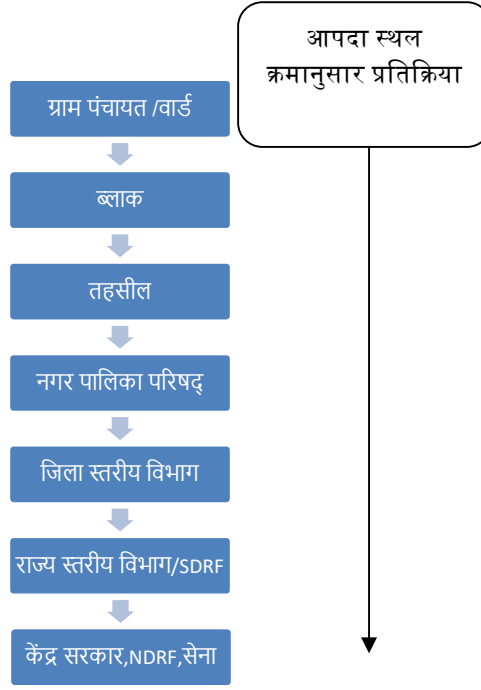 आपदा स्थल
क्रमानुसार प्रतिक्रिया
ग्राम पंचायत /वार्ड
ब्लाक
तहसील
नगर पालिका परिषद्
जिला स्तरीय विभाग
राज्य स्तरीय विभाग/SDRF
केंद्र सरकार,NDRF,सेना